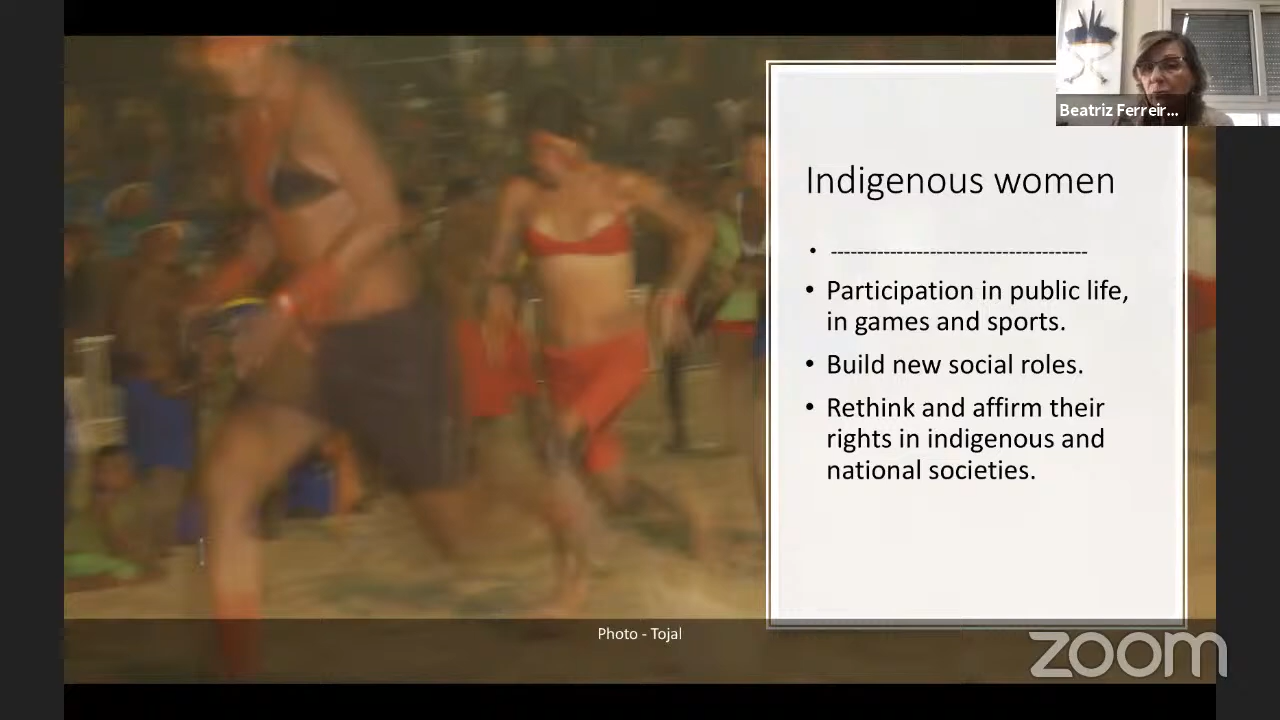 Beatriz Ferreir...
Indigenous women
• -------------------------------------
• Participation in public life,
in games and sports.
• Build new social roles.
• Rethink and affirm their
rights in indigenous and
national societies.
Photo - Tojal
zoom